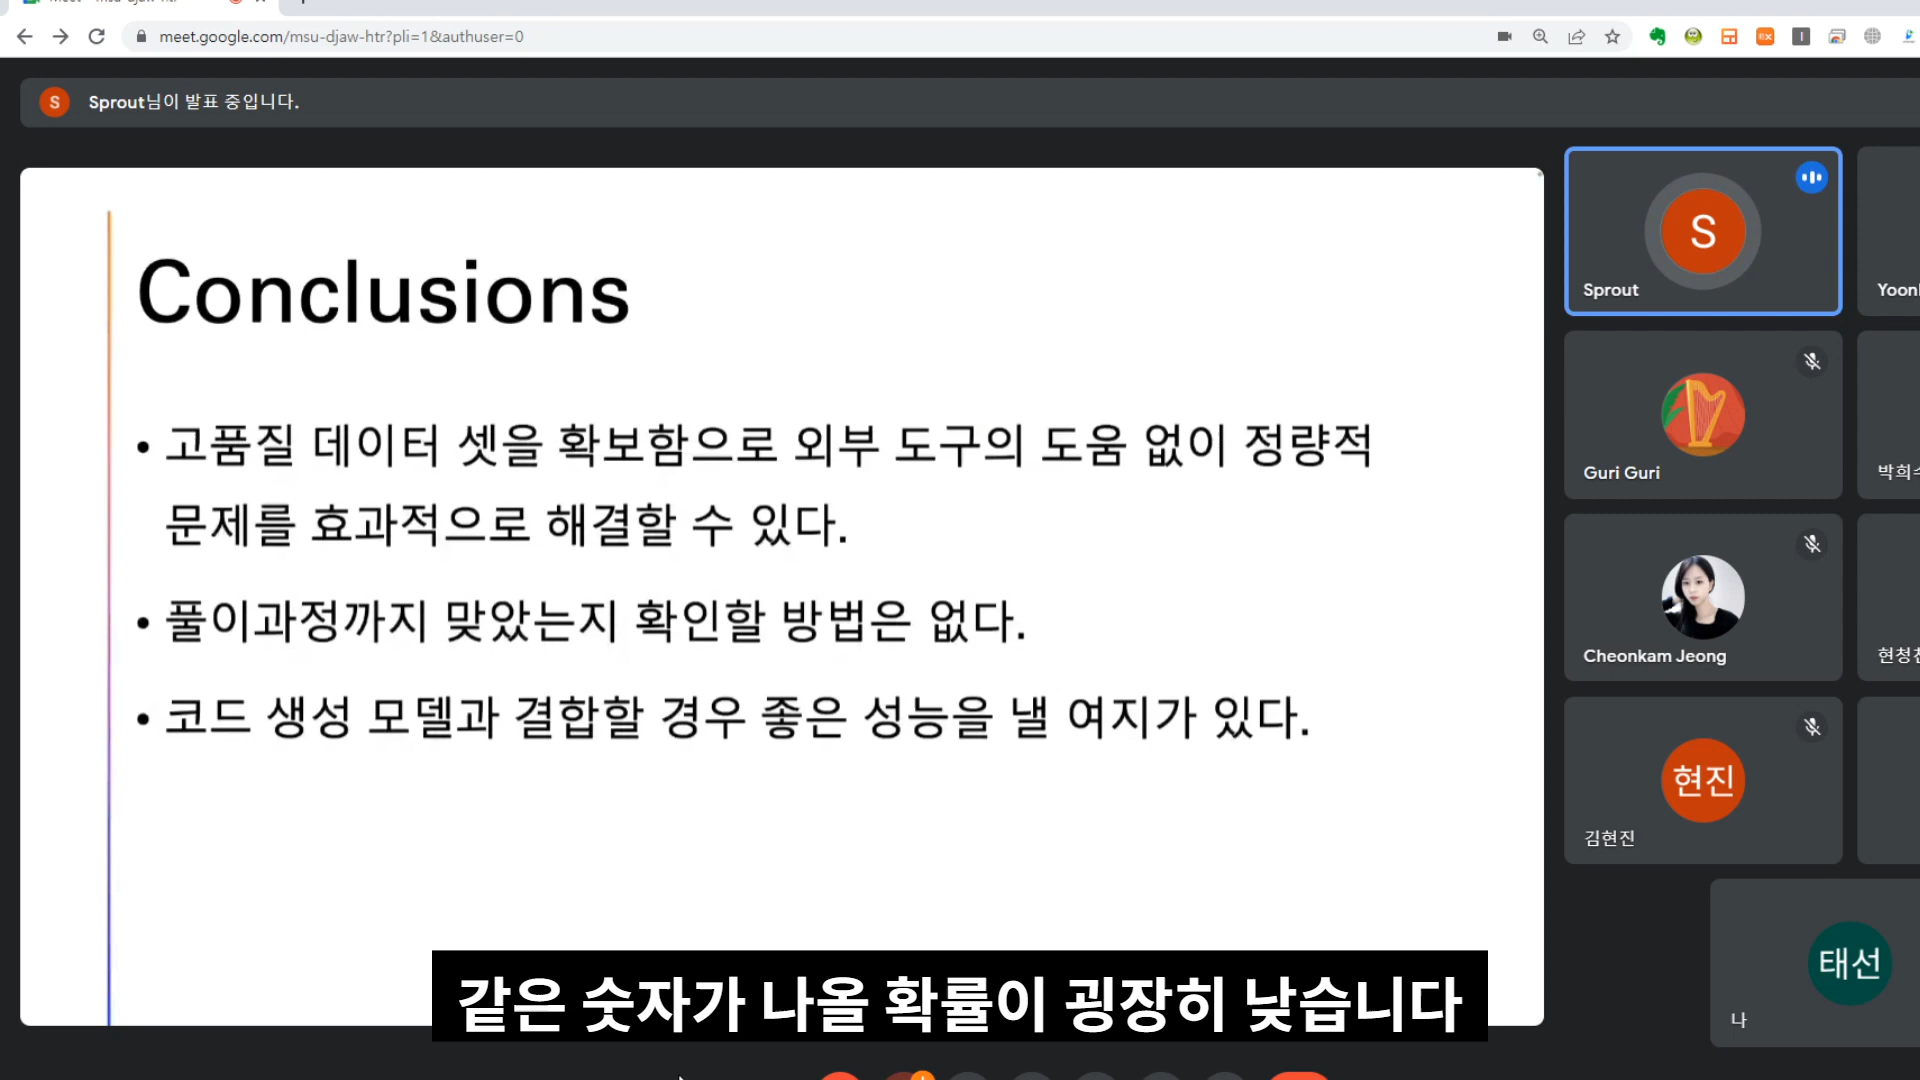 meet.google.com/msu-djaw-htr?pli=1&authuser=0
S
Sprout님이 발표 중입니다.
Conclusions
• 고품질 데이터 셋을 확보함으로 외부 도구의 도움 없이 정량적
문제를 효과적으로 해결할 수 있다.
• 풀이과정까지 맞았는지 확인할 방법은 없다.
• 코드 생성 모델과 결합할 경우 좋은 성능을 낼 여지가 있다.
같은 숫자가 나올 확률이 굉장히 낮습니다
S
Sprout
Guri Guri
Cheonkam Jeong
현진
김현진
태선
나